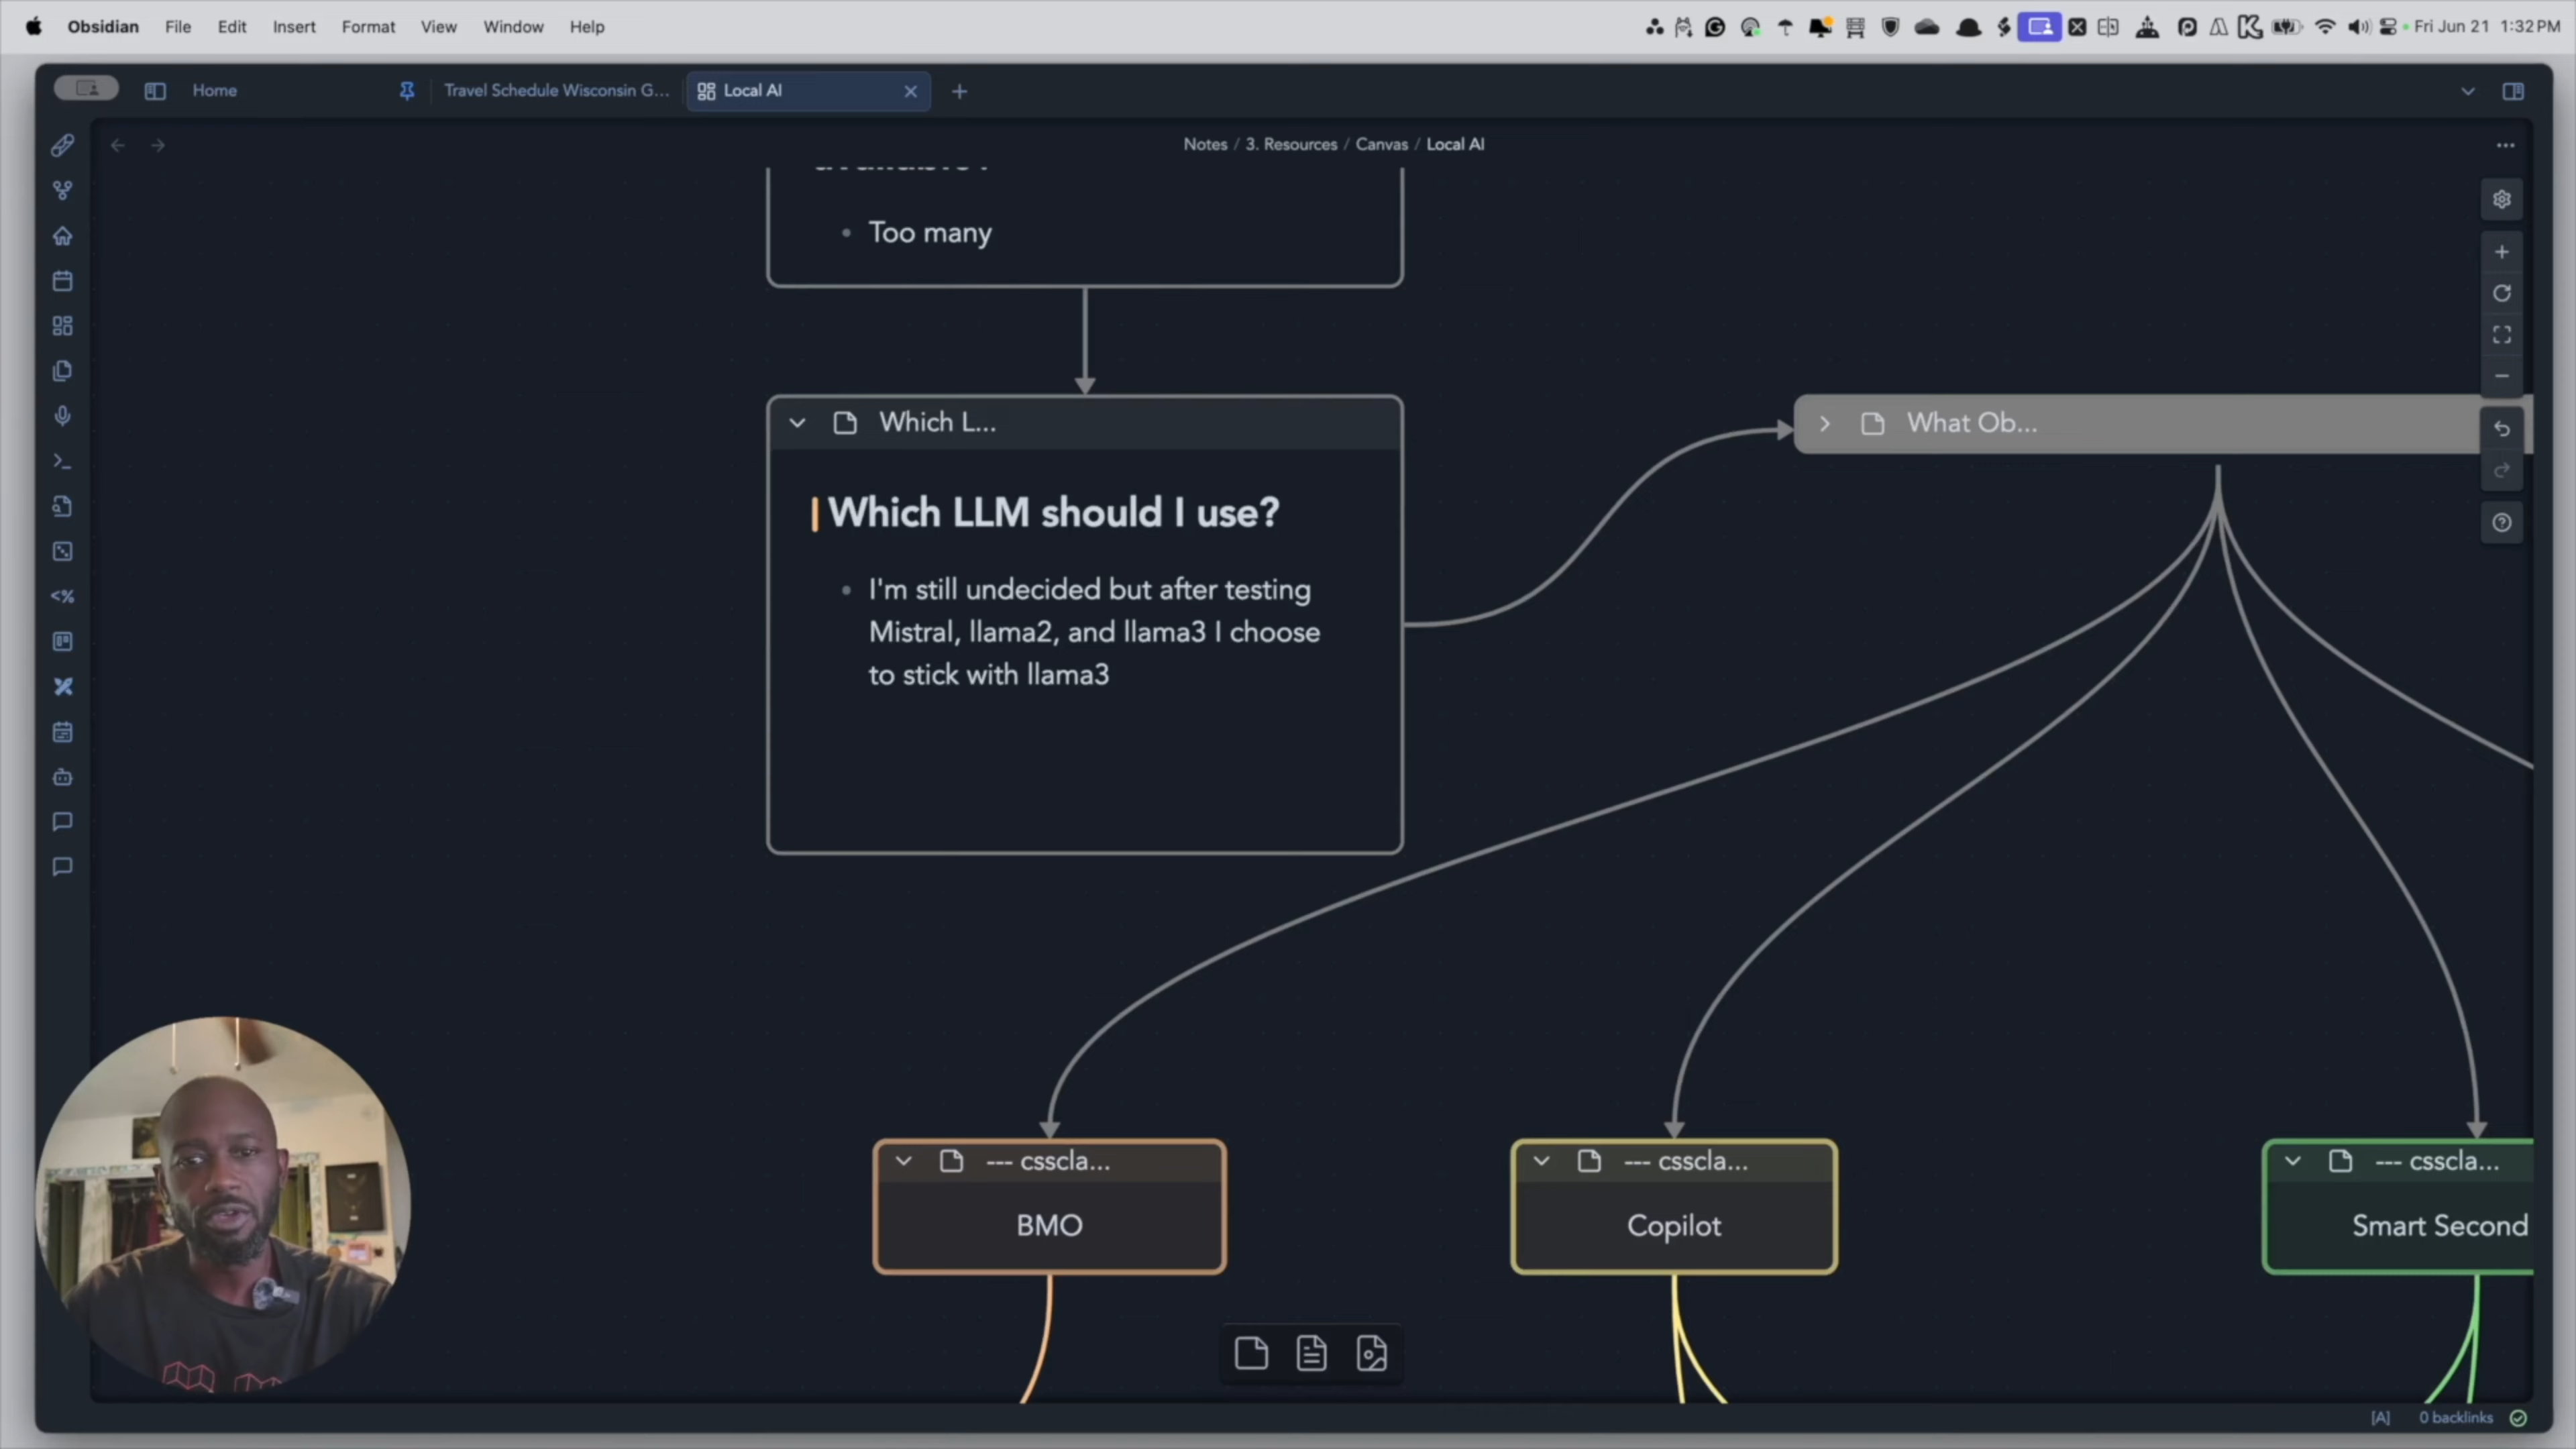 Obsidian File Edit Insert Format View Window Help
Fri Jun 21 1:32 PM
Home
Travel Schedule Wisconsin G...
Local AI
Notes / 3. Resources / Canvas / Local AI
Too many
Which L...
What Ob...
Which LLM should I use?
I'm still undecided but after testing
Mistral, llama2, and llama3 I choose
to stick with llama3
--- csscla...
BMO
--- csscla...
Copilot
--- csscla...
Smart Second
[A] 0 backlinks